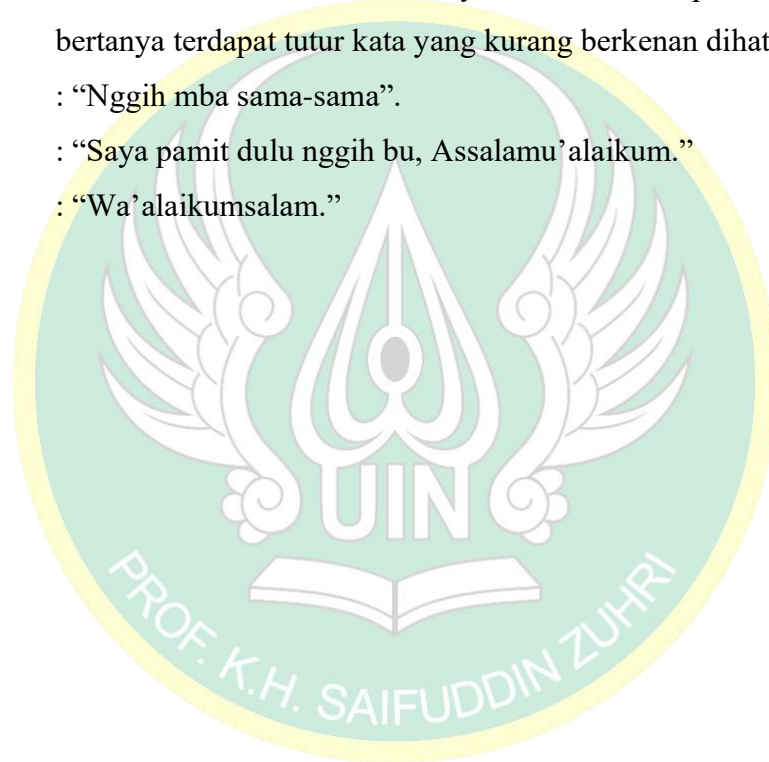 bertanya terdapat tutur kata yang kurang berkenan dihat
: “Nggih mba sama-sama”.
: “Saya pamit dulu nggih bu, Assalamu’alaikum.”
: “Wa’alaikumsalam.”
UIN
PROF. K.H. SAIFUDDIN ZUHRI